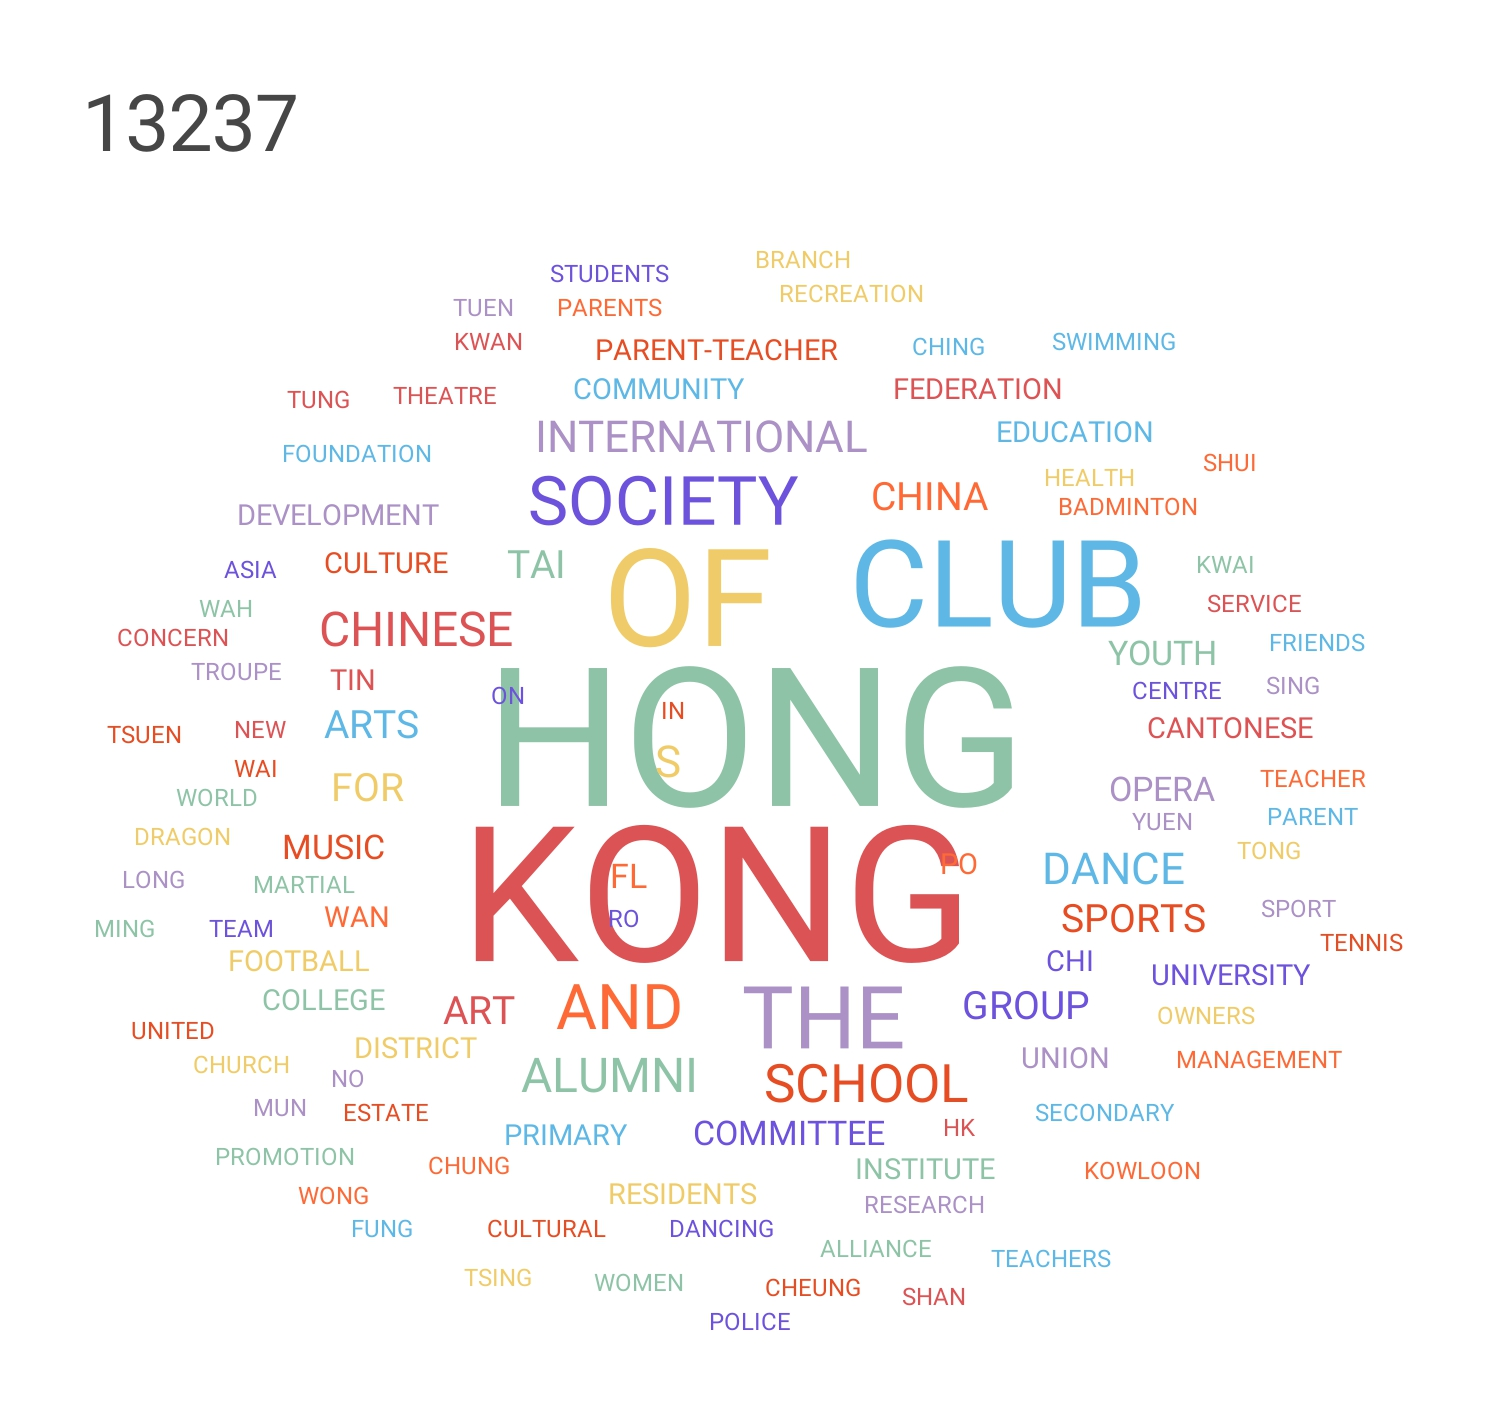 13237
BRANCH
STUDENTS
RECREATION
TUEN PARENTS
KWAN PARENT-TEACHER CHING SWIMMING
TUNG THEATRE COMMUNITY FEDERATION
INTERNATIONAL EDUCATION
FOUNDATION SHUI
SOCIETY CHINA HEALTH
BADMINTON
DEVELOPMENT
ASIA CULTURE TAI OF CLUB KWAI
WAH SERVICE
CONCERN CHINESE YOUTH FRIENDS
TROUPE TIN CENTRE SING
ON IN
TSUEN NEW ARTS HONG CANTONESE
WAI S
WORLD FOR OPERA TEACHER
YUEN PARENT
DRAGON MUSIC TONG
LONG MARTIAL FL PO DANCE
KONG
MING TEAM WAN RO SPORTS SPORT
TENNIS
FOOTBALL CHI UNIVERSITY
COLLEGE ART AND THE GROUP OWNERS
UNITED
CHURCH DISTRICT UNION MANAGEMENT
NO ALUMNI SCHOOL
MUN ESTATE SECONDARY
PRIMARY COMMITTEE HK
PROMOTION CHUNG INSTITUTE KOWLOON
WONG RESIDENTS RESEARCH
FUNG CULTURAL DANCING
ALLIANCE TEACHERS
TSING WOMEN CHEUNG SHAN
POLICE